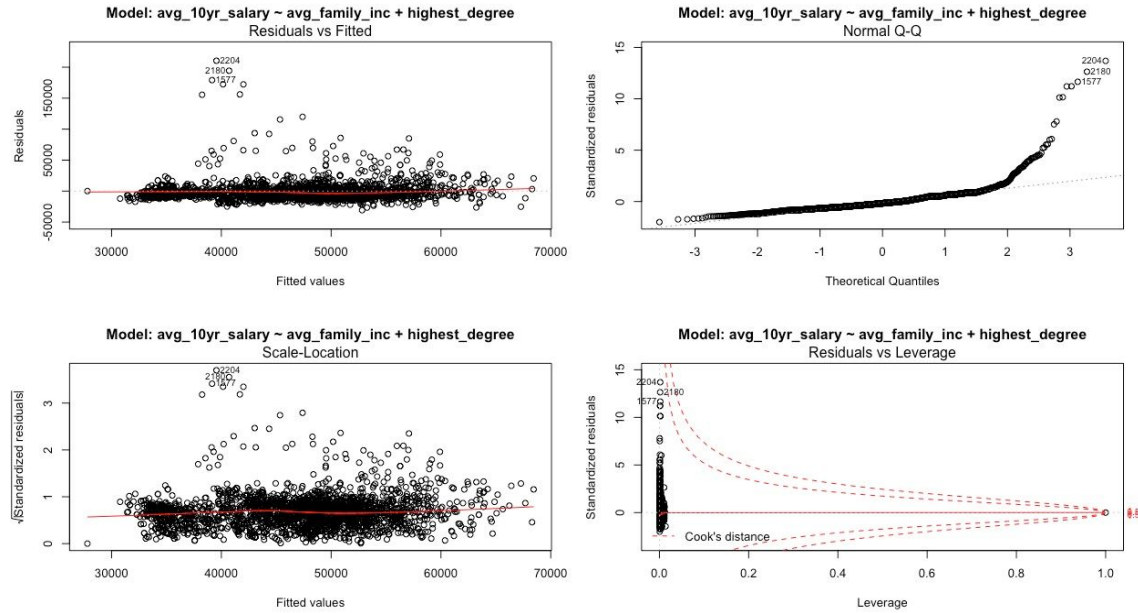 Model: avg_10yr_salary ~ avg_family_inc + highest_degree
Residuals vs Fitted
2204
2180
1577
Residuals
-50000
50000
150000
30000
40000
50000
60000
70000
Fitted values
Model: avg_10yr_salary ~ avg_family_inc + highest_degree
Normal Q-Q
2204
2180
1577
Standardized residuals
0
5
10
15
-3
-2
-1
0
1
2
3
Theoretical Quantiles
Model: avg_10yr_salary ~ avg_family_inc + highest_degree
Scale-Location
2204
2180
1577
√|Standardized residuals|
0
1
2
3
30000
40000
50000
60000
70000
Fitted values
Model: avg_10yr_salary ~ avg_family_inc + highest_degree
Residuals vs Leverage
2204
2180
1577
Standardized residuals
0
5
10
15
Cook's distance
0.0
0.2
0.4
0.6
0.8
1.0
Leverage